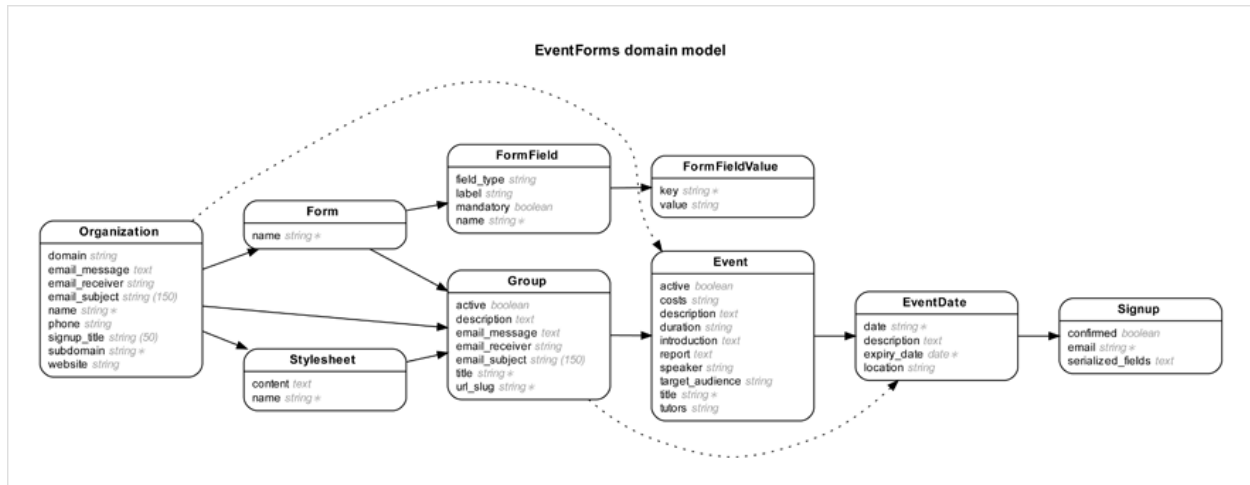 EventForms domain model
Organization
domain string
email_message text
email_receiver string
email_subject string (150)
name string *
phone string
signup_title string (50)
subdomain string *
website string
Form
name string *
Stylesheet
content text
name string *
FormField
field_type string
label string
mandatory boolean
name string *
Group
active boolean
description text
email_message text
email_receiver string
email_subject string (150)
title string *
url_slug string *
FormFieldValue
key string *
value string
Event
active boolean
costs string
description text
duration string
introduction text
report text
speaker string
target_audience string
title string *
tutors string
EventDate
date string *
description text
expiry_date date *
location string
Signup
confirmed boolean
email string *
serialized_fields text